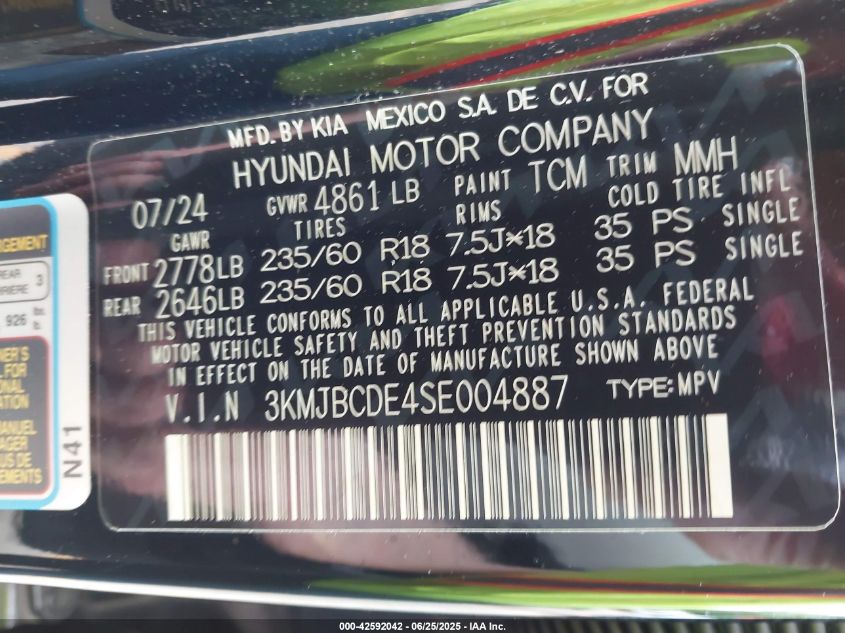 MFD. BY KIA MEXICO S.A. DE C.V. FOR
HYUNDAI MOTOR COMPANY
07/24 GVWR 4861 LB PAINT TCM TRIM MMH
GAWR TIRES RIMS COLD TIRE INFL
FRONT 2778LB 235/60 R18 7.5J*18 35 PS SINGLE
REAR 2646LB 235/60 R18 7.5J*18 35 PS SINGLE
THIS VEHICLE CONFORMS TO ALL APPLICABLE U.S.A. FEDERAL
MOTOR VEHICLE SAFETY AND THEFT PREVENTION STANDARDS
IN EFFECT ON THE DATE OF MANUFACTURE SHOWN ABOVE
V.I.N 3KMJBCDE4SE004887 TYPE:MPV
3
926 lbs.
N41
000-42592042 - 06/25/2025 - IAA Inc.